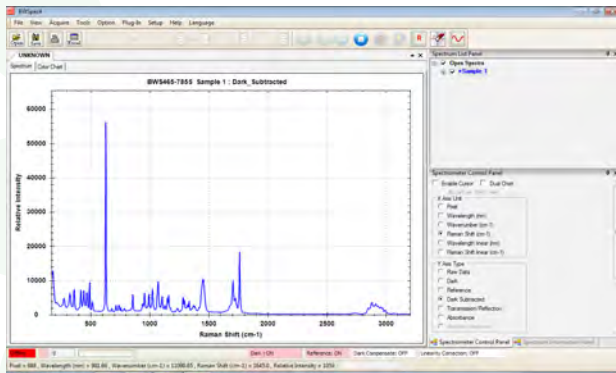 BWSpec4
File View Acquire Tools Option Plug-In Setup Help Language
Open Save Print
UNKNOWN
Spectrum Color Chart
BWS465-785S Sample 1 : Dark_Subtracted
60000
50000
40000
30000
20000
10000
0
Relative Intensity
500 1000 1500 2000 2500 3000
Raman Shift (cm-1)
Spectrum List Panel
Open Spectra
Sample 1
Spectrometer Control Panel
Enable Cursor Dual Chart
X Axis Unit
Pixel
Wavelength (nm)
Wavenumber (cm-1)
Raman Shift (cm-1)
Wavelength linear (nm)
Raman Shift linear (cm-1)
Y Axis Type
Raw Data
Dark
Reference
Dark Subtracted
Transmission/Reflection
Absorbance
Spectrometer Control Panel
0
Dark : ON Reference: ON Dark Compensate: OFF Linearity Correction: OFF